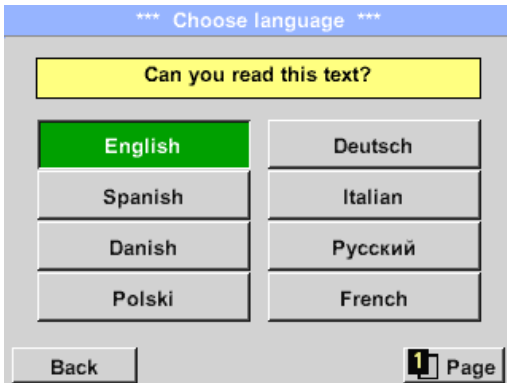 *** Choose language ***
Can you read this text?
English Deutsch
Spanish Italian
Danish Русский
Polski French
Back 1 Page